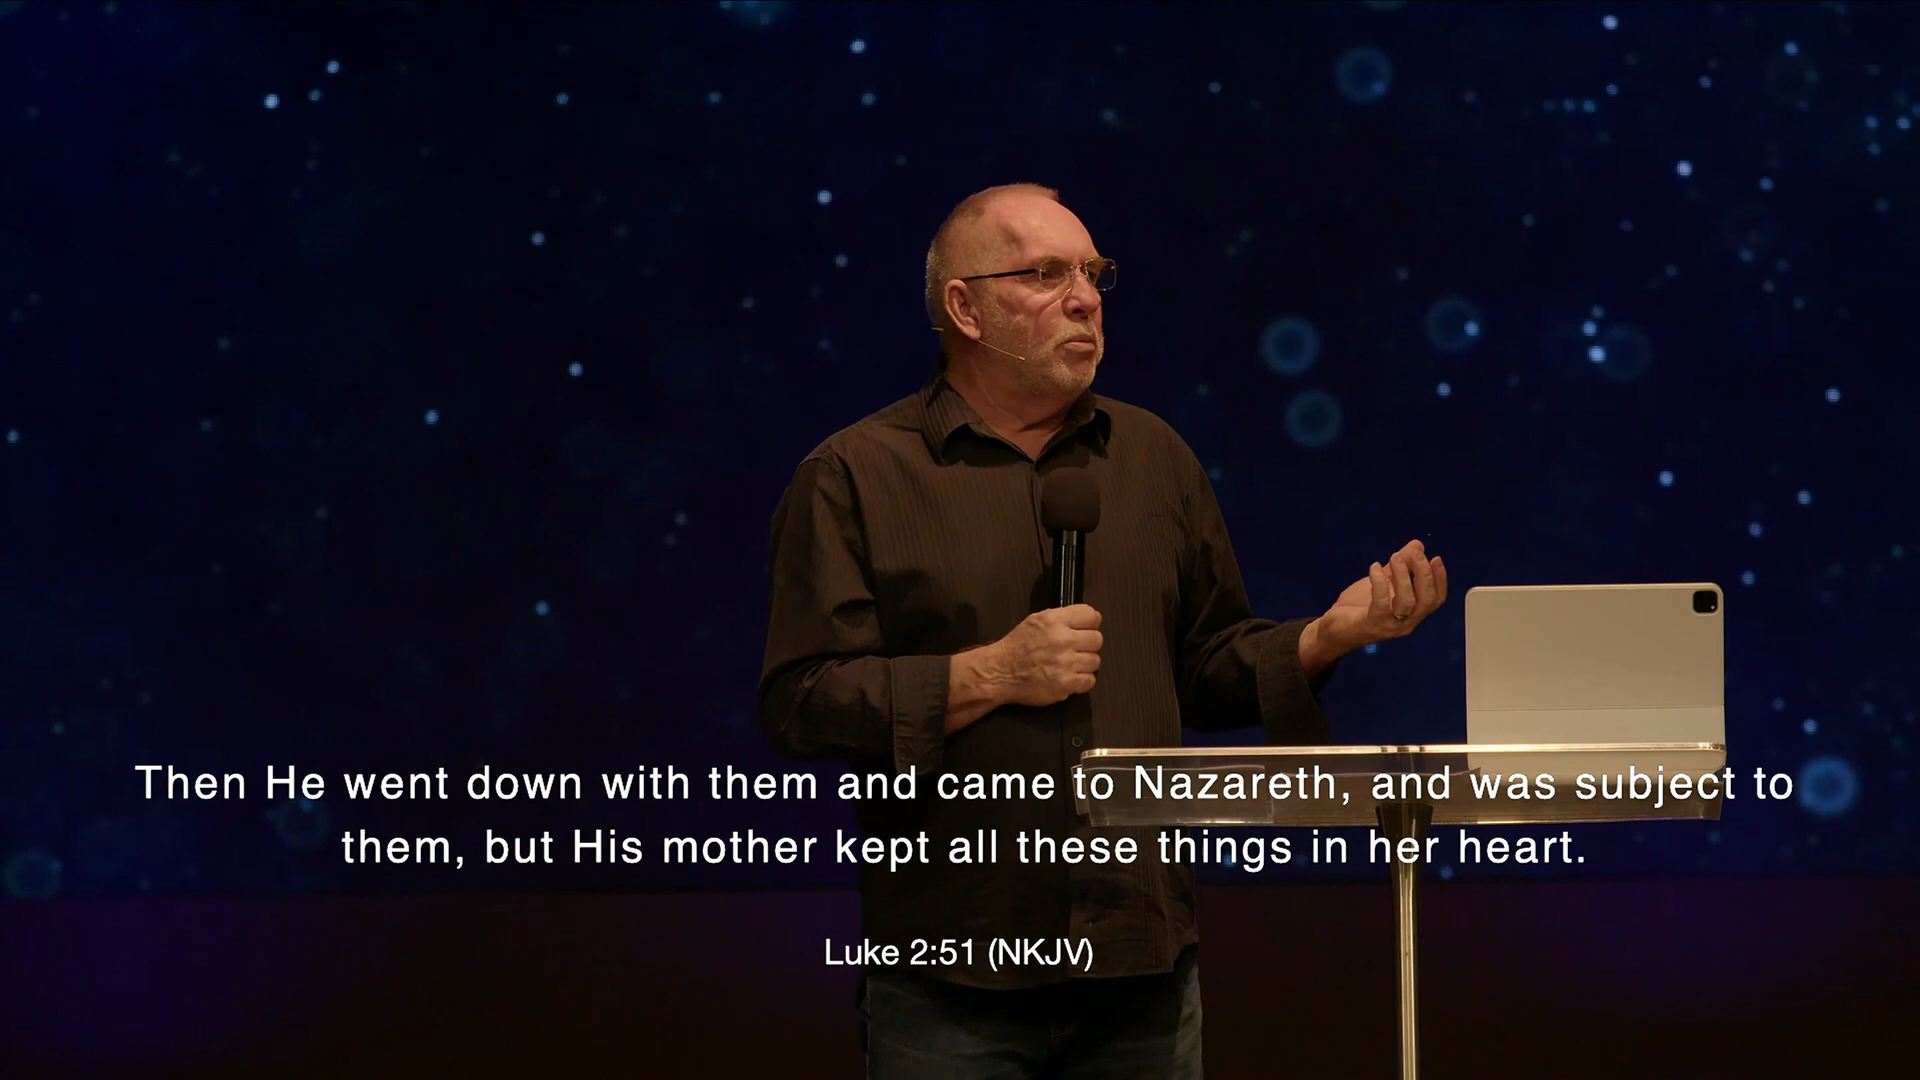 Then He went down with them and came to Nazareth, and was subject to
them, but His mother kept all these things in her heart.
Luke 2:51 (NKJV)